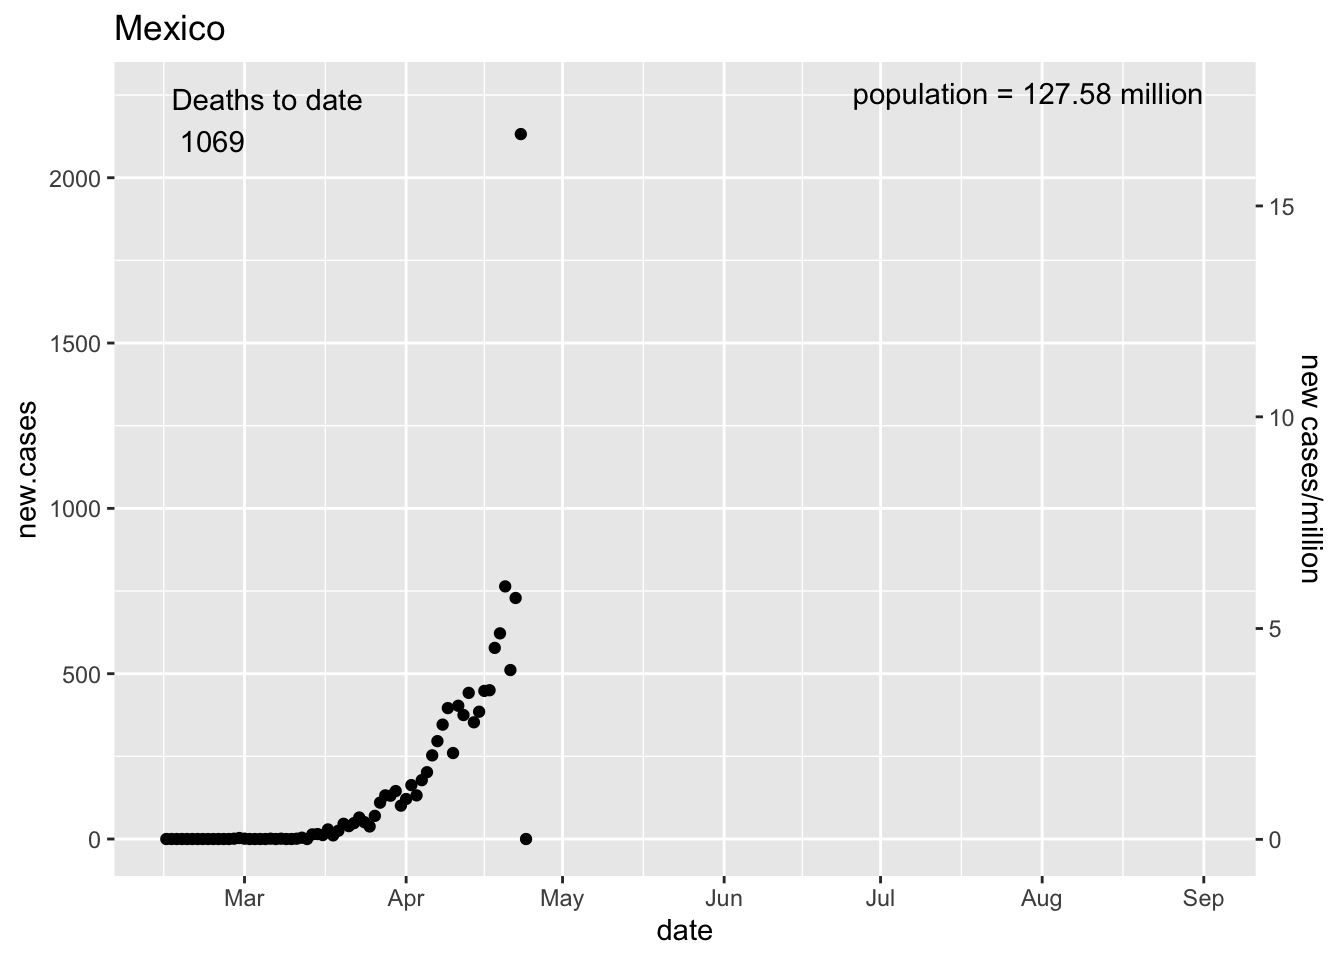 Mexico
Deaths to date
1069
population = 127.58 million
2000
1500
1000
500
0
new.cases
15
10
5
0
new cases/million
Mar Apr May Jun Jul Aug Sep
date